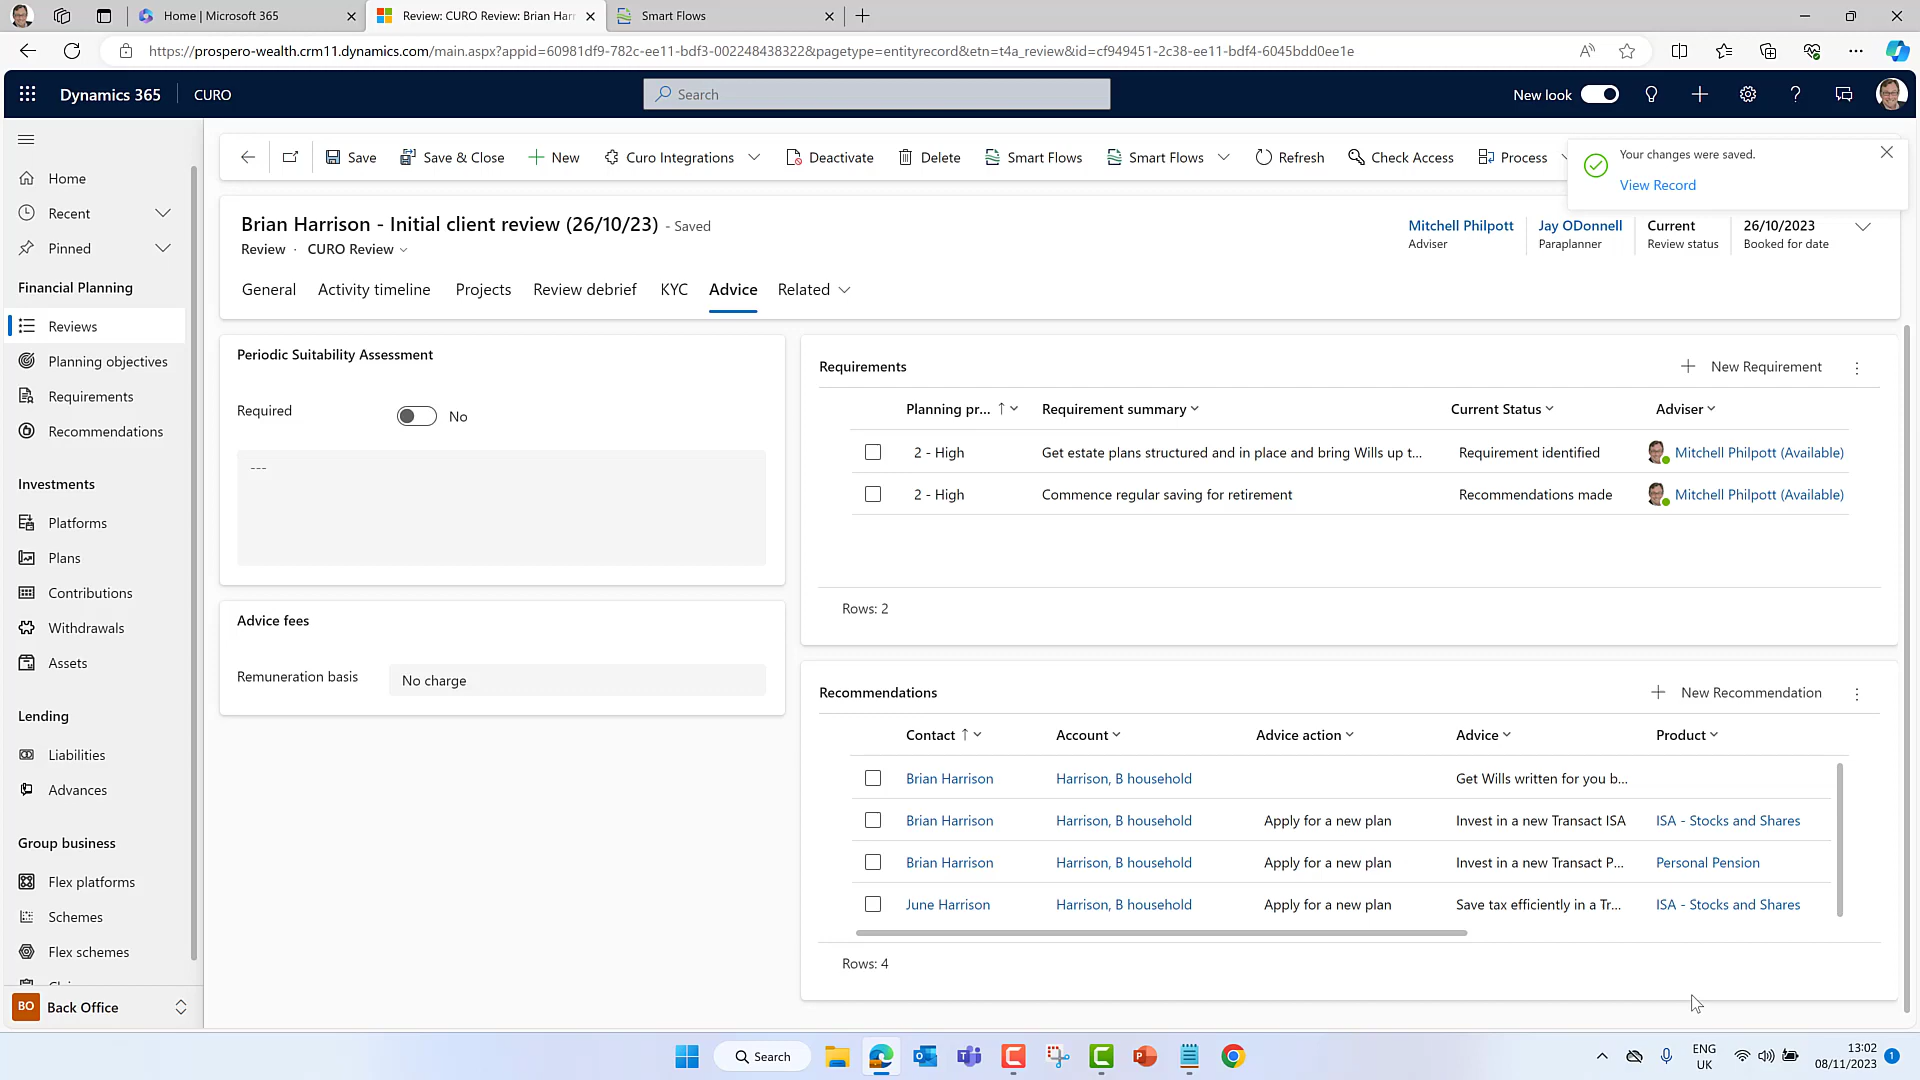 Home | Microsoft 365
Review: CURO Review: Brian Harr
Smart Flows
https://prospero-wealth.crm11.dynamics.com/main.aspx?appid=60981df9-782c-ee11-bdf3-002248438322&pagetype=entityrecord&etn=t4a_review&id=cf949451-2c38-ee11-bdf4-6045bdd0ee1e
Dynamics 365
CURO
Search
New look
Save
Save & Close
New
Curo Integrations
Deactivate
Delete
Smart Flows
Smart Flows
Refresh
Check Access
Process
Your changes were saved.
View Record
Home
Recent
Pinned
Financial Planning
Reviews
Planning objectives
Requirements
Recommendations
Investments
Platforms
Plans
Contributions
Withdrawals
Assets
Lending
Liabilities
Advances
Group business
Flex platforms
Schemes
Flex schemes
BO Back Office
Brian Harrison - Initial client review (26/10/23) - Saved
Review · CURO Review
Mitchell Philpott
Adviser
Jay ODonnell
Paraplanner
Current
Review status
26/10/2023
Booked for date
General Activity timeline Projects Review debrief KYC Advice Related
Periodic Suitability Assessment
Required No
---
Advice fees
Remuneration basis No charge
Requirements
New Requirement
Planning pr... Requirement summary Current Status Adviser
2 - High Get estate plans structured and in place and bring Wills up t... Requirement identified Mitchell Philpott (Available)
2 - High Commence regular saving for retirement Recommendations made Mitchell Philpott (Available)
Rows: 2
Recommendations
New Recommendation
Contact Account Advice action Advice Product
Brian Harrison Harrison, B household Get Wills written for you b...
Brian Harrison Harrison, B household Apply for a new plan Invest in a new Transact ISA ISA - Stocks and Shares
Brian Harrison Harrison, B household Apply for a new plan Invest in a new Transact P... Personal Pension
June Harrison Harrison, B household Apply for a new plan Save tax efficiently in a Tr... ISA - Stocks and Shares
Rows: 4
Search
ENG
UK
13:02
08/11/2023
1